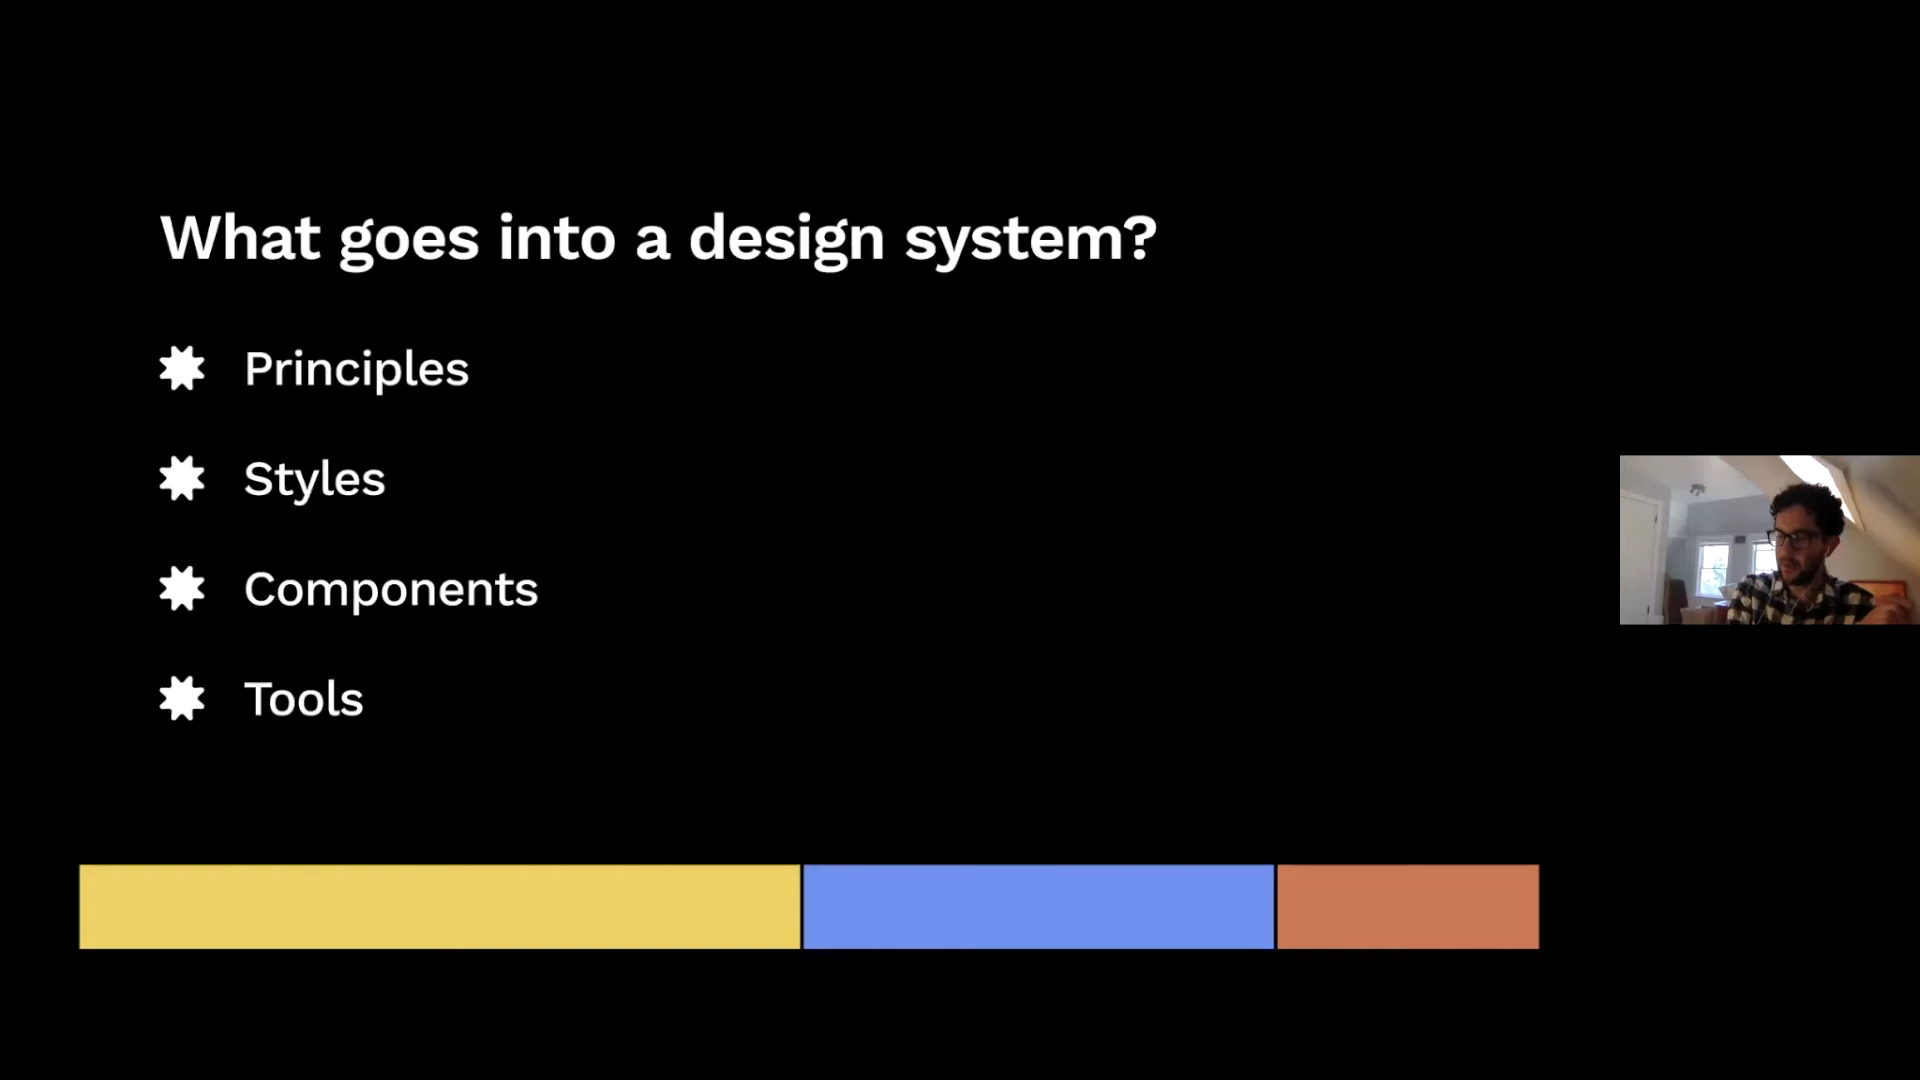 What goes into a design system?
Principles
Styles
Components
Tools